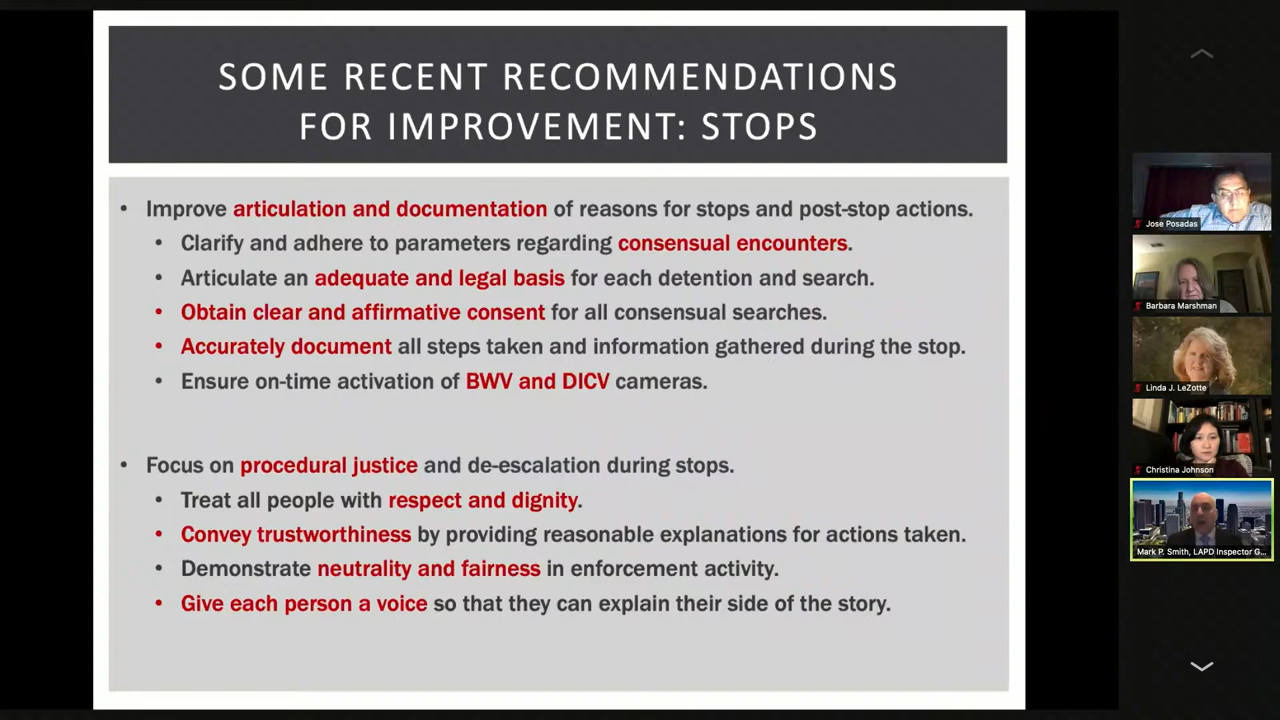 SOME RECENT RECOMMENDATIONS
FOR IMPROVEMENT: STOPS
• Improve articulation and documentation of reasons for stops and post-stop actions.
• Clarify and adhere to parameters regarding consensual encounters.
• Articulate an adequate and legal basis for each detention and search.
• Obtain clear and affirmative consent for all consensual searches.
• Accurately document all steps taken and information gathered during the stop.
• Ensure on-time activation of BWV and DICV cameras.
• Focus on procedural justice and de-escalation during stops.
• Treat all people with respect and dignity.
• Convey trustworthiness by providing reasonable explanations for actions taken.
• Demonstrate neutrality and fairness in enforcement activity.
• Give each person a voice so that they can explain their side of the story.
Jose Posadas
Barbara Marshman
Linda J. LeZotte
Christina Johnson
Mark P. Smith, LAPD Inspector G...